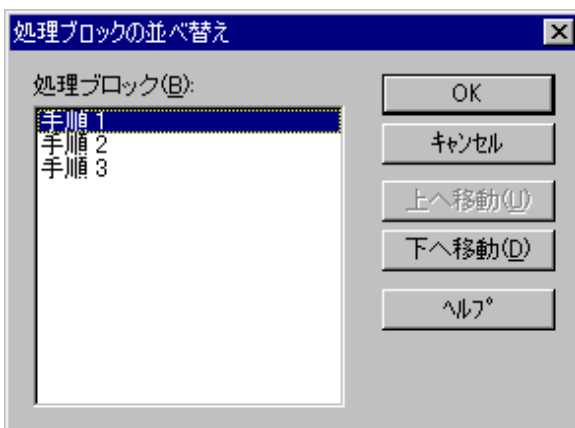 処理ブロックの並べ替え
処理ブロック(B):
手順 1
手順 2
手順 3
OK
ｷｬﾝｾﾙ
上へ移動(U)
下へ移動(D)
ﾍﾙﾌﾟ